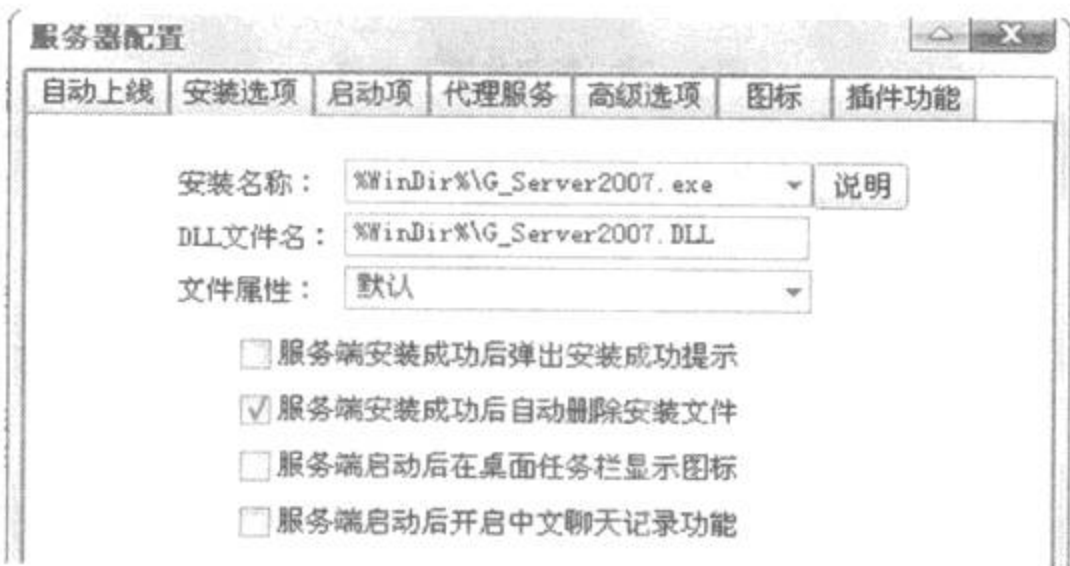 服务器配置
自动上线 安装选项 启动项 代理服务 高级选项 图标 插件功能
安装名称： %WinDir%\G_Server2007.exe 说明
DLL文件名： %WinDir%\G_Server2007.DLL
文件属性： 默认
服务端安装成功后弹出安装成功提示
服务端安装成功后自动删除安装文件
服务端启动后在桌面任务栏显示图标
服务端启动后开启中文聊天记录功能